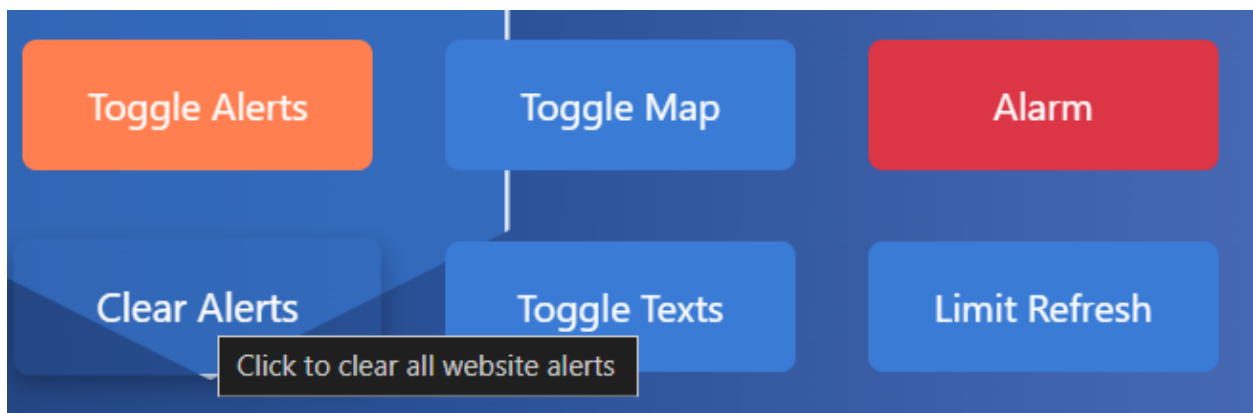 Toggle Alerts
Toggle Map
Alarm
Clear Alerts
Toggle Texts
Limit Refresh
Click to clear all website alerts